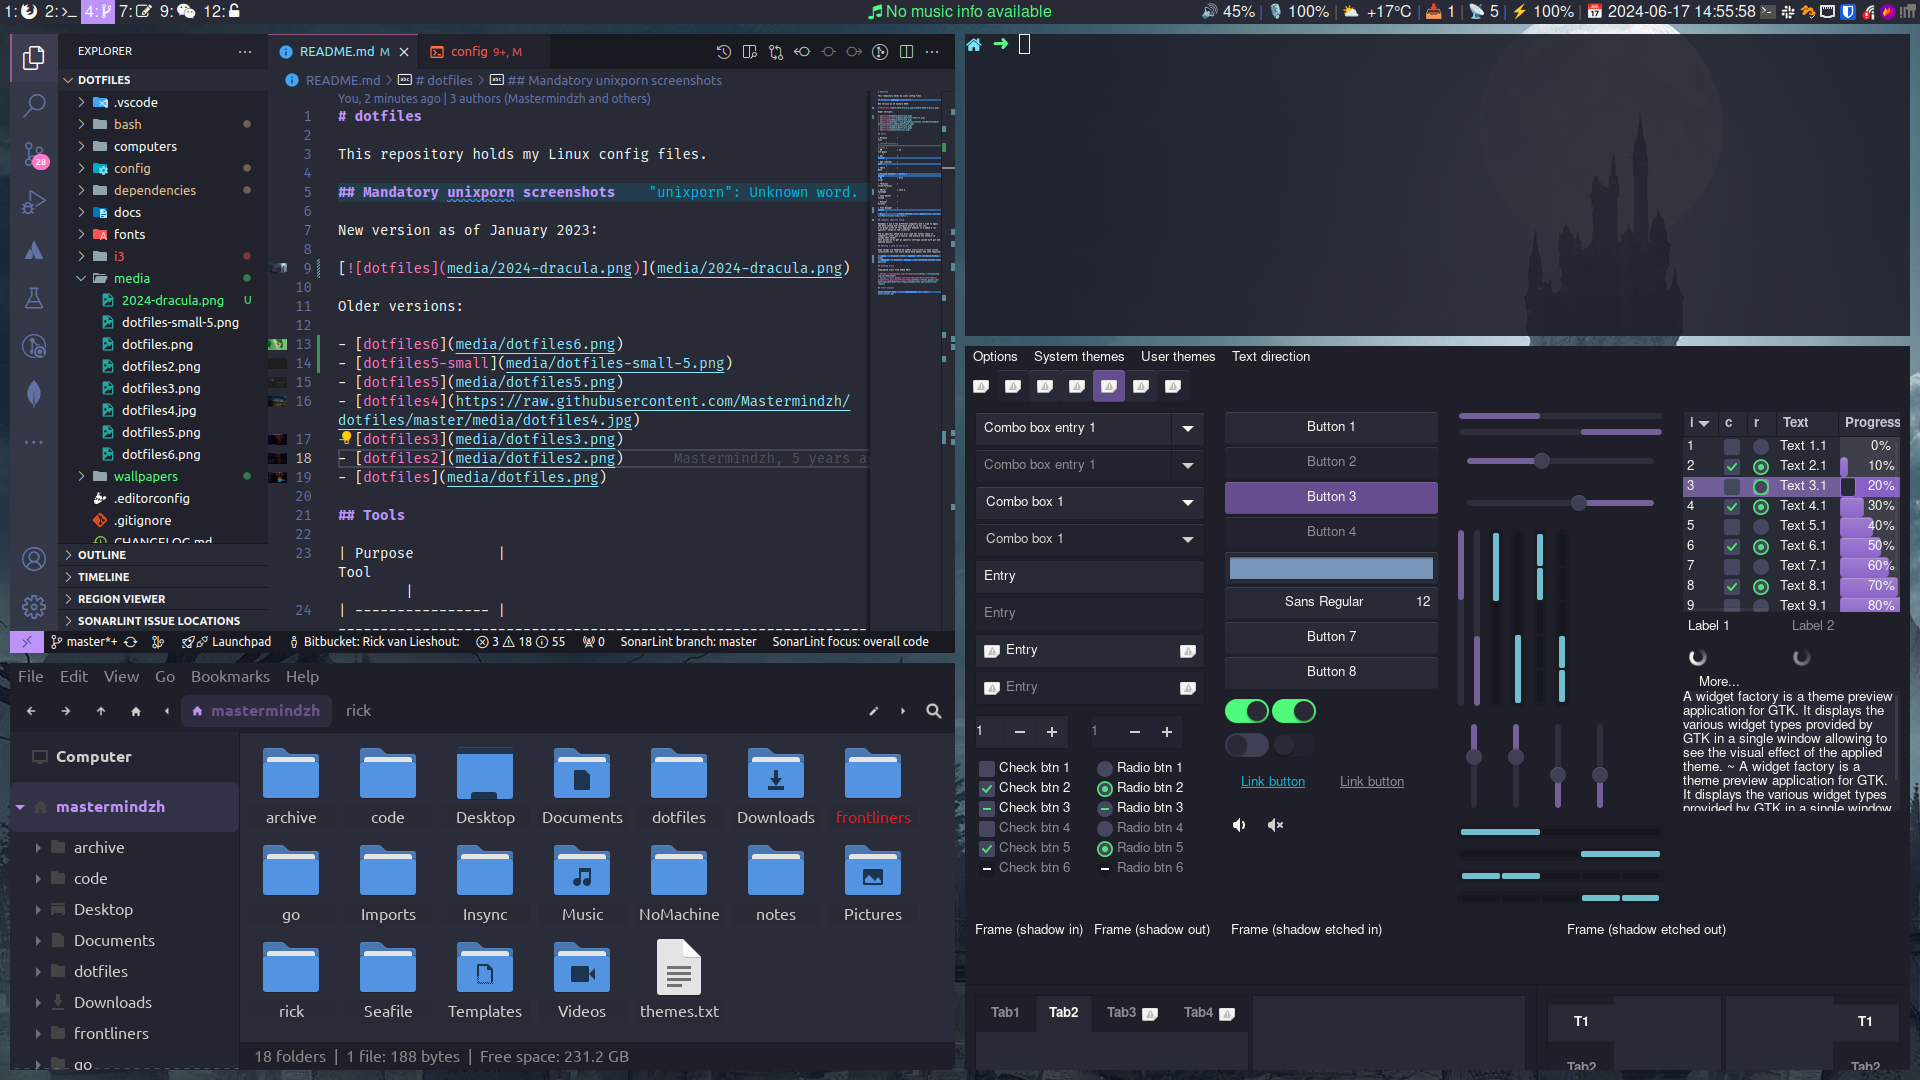 1: 2: 4: 7: 9: 12:
No music info available
45% | 100% | +17°C | 1 | 5 | 100% | 2024-06-17 14:55:58
EXPLORER
DOTFILES
.vscode
bash
computers
config
dependencies
docs
fonts
i3
media
2024-dracula.png U
dotfiles-small-5.png
dotfiles.png
dotfiles2.png
dotfiles3.png
dotfiles4.jpg
dotfiles5.png
dotfiles6.png
wallpapers
.editorconfig
.gitignore
CHANGELOG.md
OUTLINE
TIMELINE
REGION VIEWER
SONARLINT ISSUE LOCATIONS
28
README.md M
config 9+, M
README.md > # dotfiles > ## Mandatory unixporn screenshots
You, 2 minutes ago | 3 authors (Mastermindzh and others)
1 # dotfiles
2
3 This repository holds my Linux config files.
4
5 ## Mandatory unixporn screenshots "unixporn": Unknown word.
6
7 New version as of January 2023:
8
9 [![dotfiles](media/2024-dracula.png)](media/2024-dracula.png)
10
11 Older versions:
12
13 - [dotfiles6](media/dotfiles6.png)
14 - [dotfiles5-small](media/dotfiles-small-5.png)
15 - [dotfiles5](media/dotfiles5.png)
16 - [dotfiles4](https://raw.githubusercontent.com/Mastermindzh/
dotfiles/master/media/dotfiles4.jpg)
17 [dotfiles3](media/dotfiles3.png)
18 - [dotfiles2](media/dotfiles2.png) Mastermindzh, 5 years a
19 - [dotfiles](media/dotfiles.png)
20
21 ## Tools
22
23 | Purpose |
Tool
|
24 | ---------------- |
master*+ Launchpad Bitbucket: Rick van Lieshout: 3 18 55 0 SonarLint branch: master SonarLint focus: overall code
File Edit View Go Bookmarks Help
mastermindzh rick
Computer
mastermindzh
archive
code
Desktop
Documents
dotfiles
Downloads
frontliners
go
archive code Desktop Documents dotfiles Downloads frontliners
go Imports Insync Music NoMachine notes Pictures
rick Seafile Templates Videos themes.txt
18 folders | 1 file: 188 bytes | Free space: 231.2 GB
Options System themes User themes Text direction
Combo box entry 1
Combo box entry 1
Combo box 1
Combo box 1
Entry
Entry
Entry
Entry
1 − + 1 − +
Check btn 1 Radio btn 1
Check btn 2 Radio btn 2
Check btn 3 Radio btn 3
Check btn 4 Radio btn 4
Check btn 5 Radio btn 5
Check btn 6 Radio btn 6
Button 1
Button 2
Button 3
Button 4
Sans Regular 12
Button 7
Button 8
Link button Link button
i c r Text Progress
1 Text 1.1 0%
2 Text 2.1 10%
3 Text 3.1 20%
4 Text 4.1 30%
5 Text 5.1 40%
6 Text 6.1 50%
7 Text 7.1 60%
8 Text 8.1 70%
9 Text 9.1 80%
Label 1 Label 2
More...
A widget factory is a theme preview
application for GTK. It displays the
various widget types provided by
GTK in a single window allowing to
see the visual effect of the applied
theme. ~ A widget factory is a
theme preview application for GTK.
It displays the various widget types
provided by GTK in a single window
Frame (shadow in) Frame (shadow out) Frame (shadow etched in) Frame (shadow etched out)
Tab1 Tab2 Tab3 Tab4
T1 T1
Tab2 Tab2